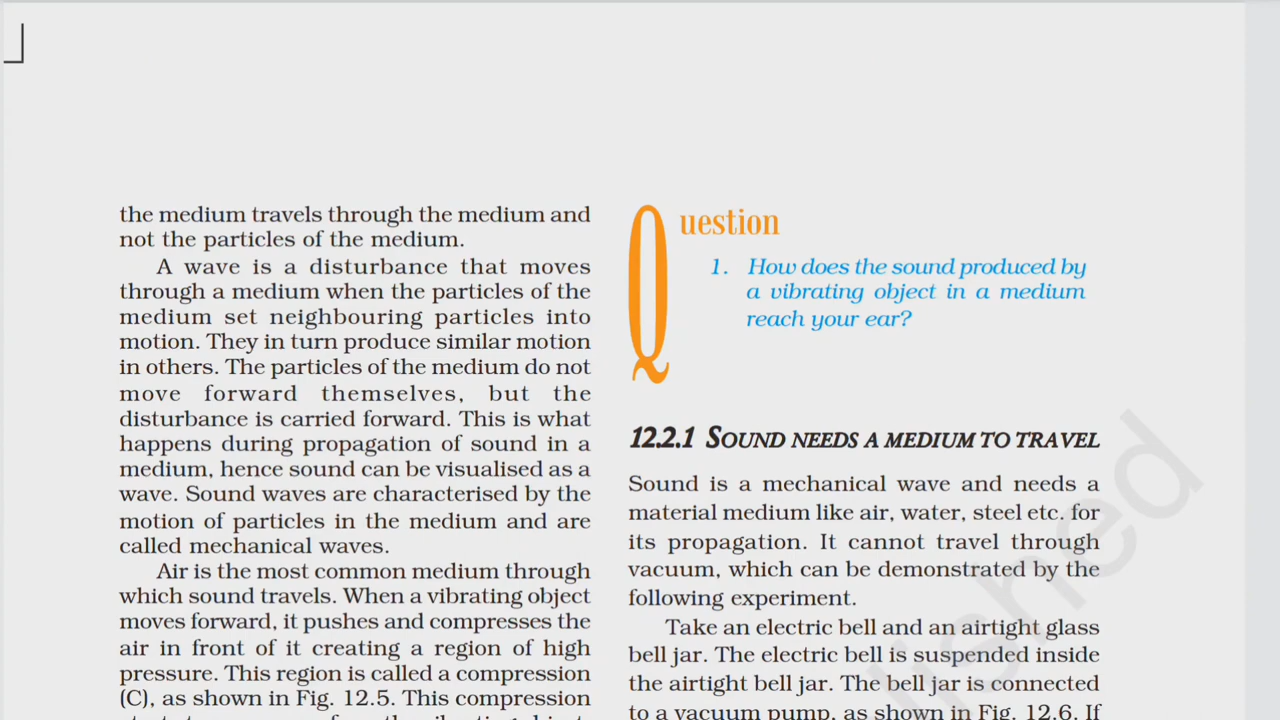 the medium travels through the medium and
not the particles of the medium.
A wave is a disturbance that moves
through a medium when the particles of the
medium set neighbouring particles into
motion. They in turn produce similar motion
in others. The particles of the medium do not
move forward themselves, but the
disturbance is carried forward. This is what
happens during propagation of sound in a
medium, hence sound can be visualised as a
wave. Sound waves are characterised by the
motion of particles in the medium and are
called mechanical waves.
Air is the most common medium through
which sound travels. When a vibrating object
moves forward, it pushes and compresses the
air in front of it creating a region of high
pressure. This region is called a compression
(C), as shown in Fig. 12.5. This compression
Question
1. How does the sound produced by
a vibrating object in a medium
reach your ear?
12.2.1 SOUND NEEDS A MEDIUM TO TRAVEL
Sound is a mechanical wave and needs a
material medium like air, water, steel etc. for
its propagation. It cannot travel through
vacuum, which can be demonstrated by the
following experiment.
Take an electric bell and an airtight glass
bell jar. The electric bell is suspended inside
the airtight bell jar. The bell jar is connected
to a vacuum pump, as shown in Fig. 12.6. If
lished